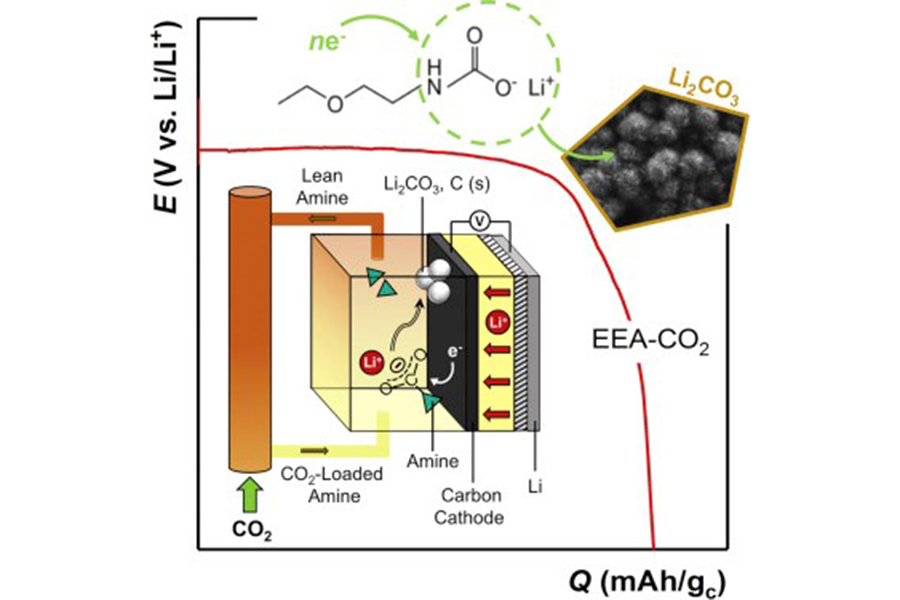 E (V vs. Li/Li⁺)
ne⁻
O
H
N
O
O⁻ Li⁺
Li₂CO₃
Lean
Amine
Li₂CO₃, C (s)
V
Li⁺
Li⁺
e⁻
O
C
O
EEA-CO₂
CO₂-Loaded
Amine
Amine
Carbon
Cathode
Li
CO₂
Q (mAh/g꜀)